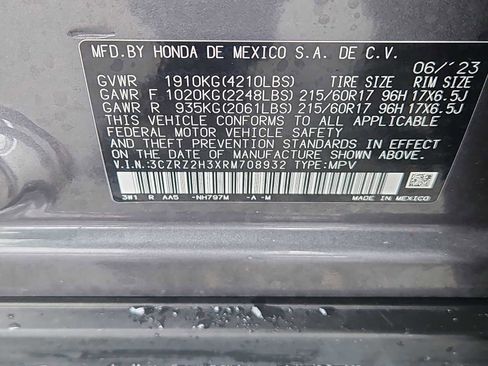 MFD.BY HONDA DE MEXICO S.A. DE C.V.
06/'23
GVWR 1910KG(4210LBS) TIRE SIZE RIM SIZE
GAWR F 1020KG(2248LBS) 215/60R17 96H 17X6.5J
GAWR R 935KG(2061LBS) 215/60R17 96H 17X6.5J
THIS VEHICLE CONFORMS TO ALL APPLICABLE
FEDERAL MOTOR VEHICLE SAFETY
AND THEFT PREVENTION STANDARDS IN EFFECT
ON THE DATE OF MANUFACTURE SHOWN ABOVE.
V.I.N.:3CZRZ2H3XRM708932 TYPE:MPV
3W1 R AA5 -NH797M -A -M
MADE IN MEXICO